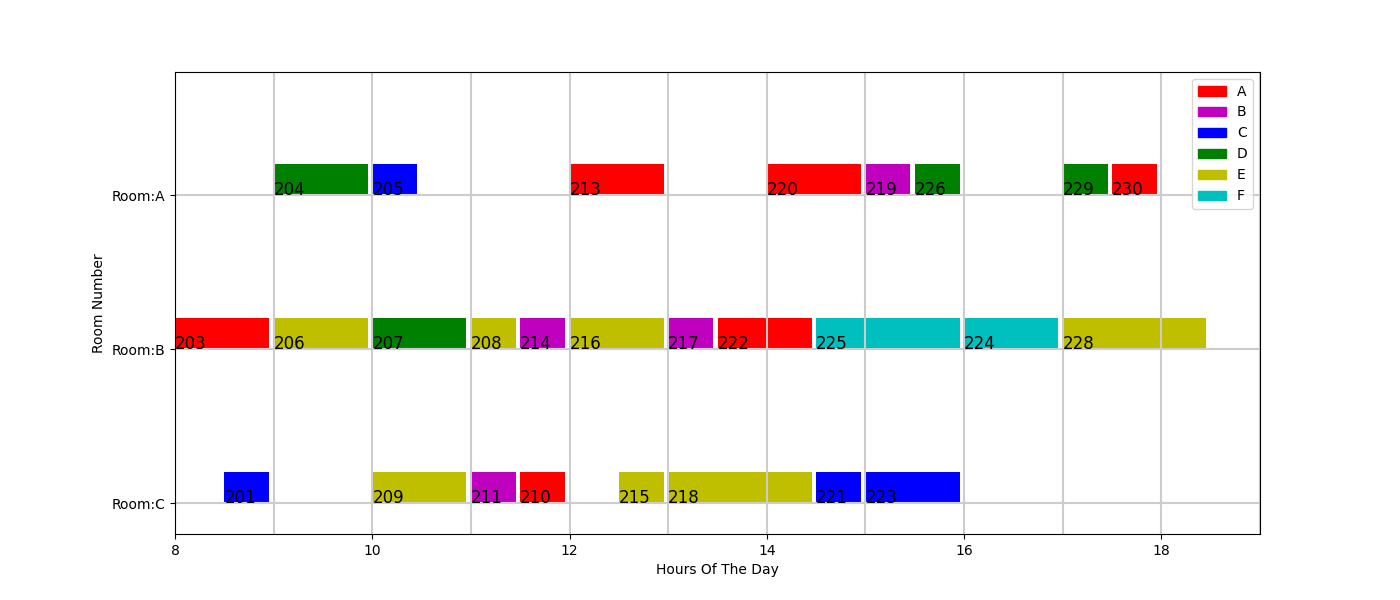 A
B
C
D
E
F
Room:A
204 205 213 220 219 226 229 230
Room Number
Room:B
203 206 207 208 214 216 217 222 225 224 228
Room:C
201 209 211 210 215 218 221 223
8 10 12 14 16 18
Hours Of The Day